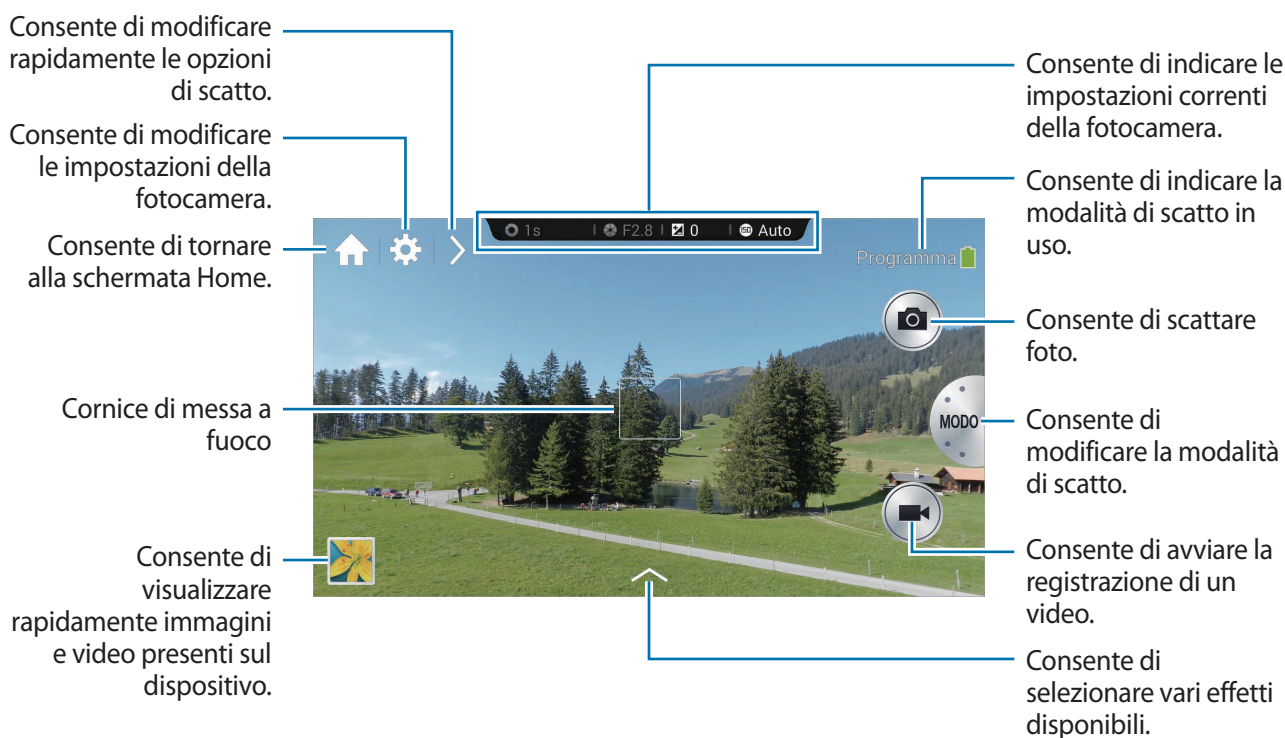 Consente di modificare
rapidamente le opzioni
di scatto.
Consente di modificare
le impostazioni della
fotocamera.
Consente di tornare
alla schermata Home.
Cornice di messa a
fuoco
Consente di
visualizzare
rapidamente immagini
e video presenti sul
dispositivo.
1s
F2.8
0
ISO Auto
Programma
MODO
Consente di indicare le
impostazioni correnti
della fotocamera.
Consente di indicare la
modalità di scatto in
uso.
Consente di scattare
foto.
Consente di
modificare la modalità
di scatto.
Consente di avviare la
registrazione di un
video.
Consente di
selezionare vari effetti
disponibili.